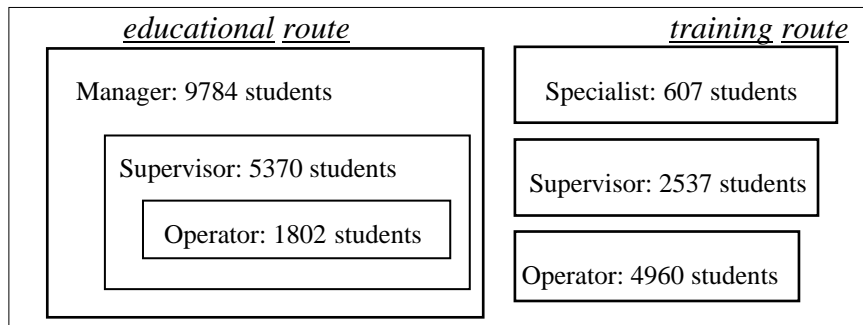 educational route
Manager: 9784 students
Supervisor: 5370 students
Operator: 1802 students
training route
Specialist: 607 students
Supervisor: 2537 students
Operator: 4960 students